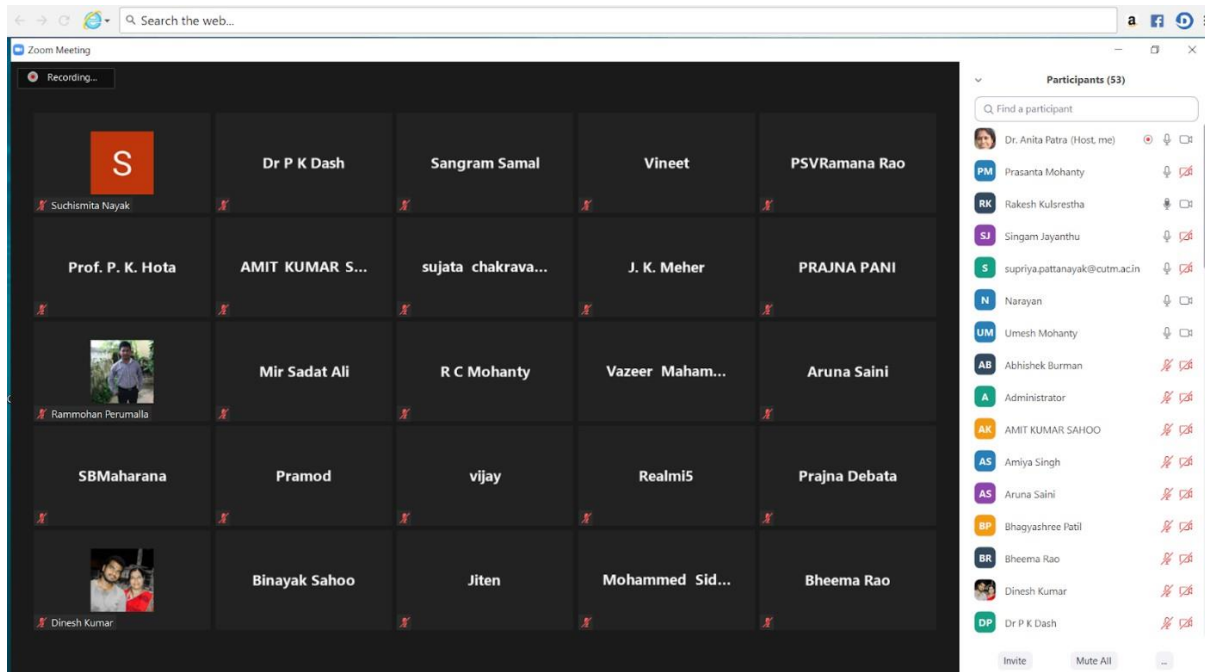 Search the web...
a
Zoom Meeting
Recording...
S
Suchismita Nayak
Dr P K Dash
Sangram Samal
Vineet
PSVRamana Rao
Prof. P. K. Hota
AMIT KUMAR S...
sujata chakrava...
J. K. Meher
PRAJNA PANI
Rammohan Perumalla
Mir Sadat Ali
R C Mohanty
Vazeer Maham...
Aruna Saini
SBMaharana
Pramod
vijay
Realmi5
Prajna Debata
Dinesh Kumar
Binayak Sahoo
Jiten
Mohammed Sid...
Bheema Rao
Participants (53)
Find a participant
Dr. Anita Patra (Host, me)
PM Prasanta Mohanty
RK Rakesh Kulsrestha
SJ Singam Jayanthu
S supriya.pattanayak@cutm.ac.in
N Narayan
UM Umesh Mohanty
AB Abhishek Burman
A Administrator
AK AMIT KUMAR SAHOO
AS Amiya Singh
AS Aruna Saini
BP Bhagyashree Patil
BR Bheema Rao
Dinesh Kumar
DP Dr P K Dash
Invite
Mute All
...